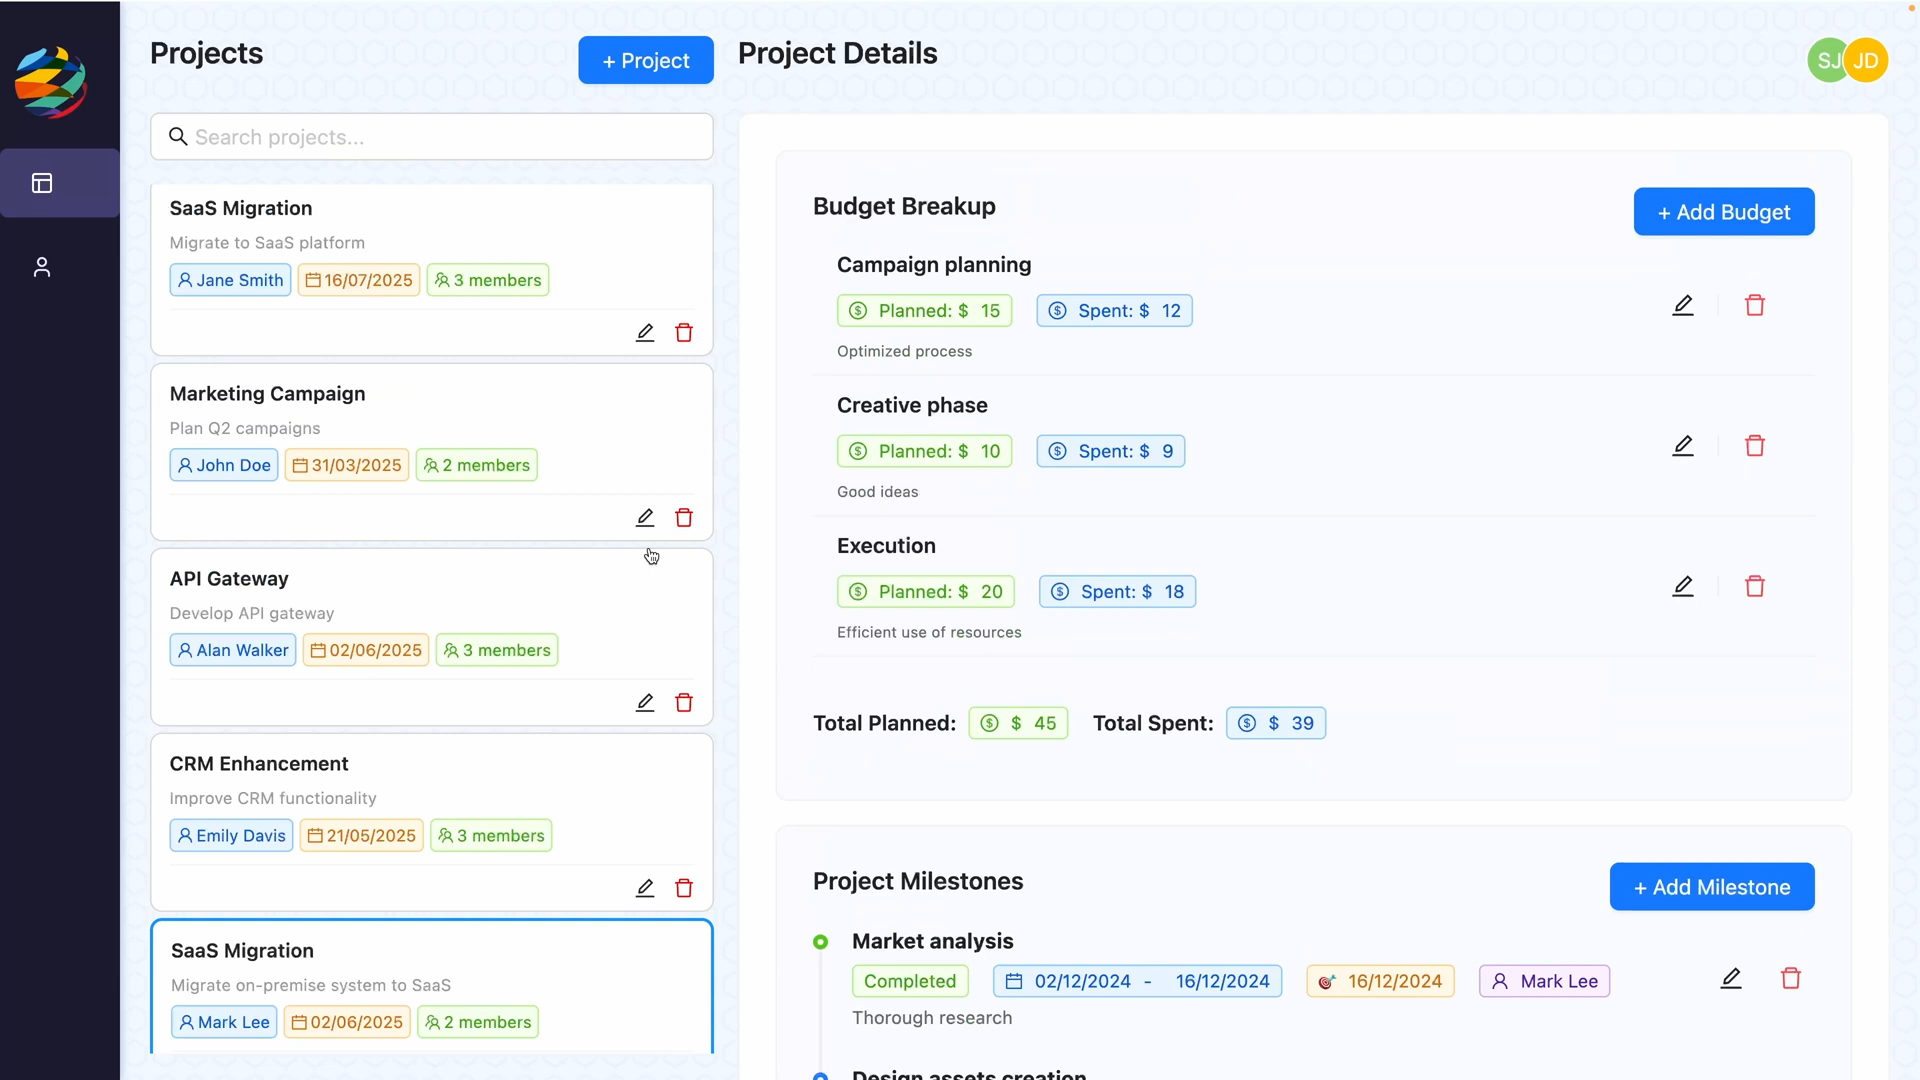 Projects
+ Project
Search projects...
SaaS Migration
Migrate to SaaS platform
Jane Smith 16/07/2025 3 members
Marketing Campaign
Plan Q2 campaigns
John Doe 31/03/2025 2 members
API Gateway
Develop API gateway
Alan Walker 02/06/2025 3 members
CRM Enhancement
Improve CRM functionality
Emily Davis 21/05/2025 3 members
SaaS Migration
Migrate on-premise system to SaaS
Mark Lee 02/06/2025 2 members
Project Details
SJ JD
Budget Breakup
+ Add Budget
Campaign planning
Planned: $ 15 Spent: $ 12
Optimized process
Creative phase
Planned: $ 10 Spent: $ 9
Good ideas
Execution
Planned: $ 20 Spent: $ 18
Efficient use of resources
Total Planned: $ 45 Total Spent: $ 39
Project Milestones
+ Add Milestone
Market analysis
Completed 02/12/2024 - 16/12/2024 16/12/2024 Mark Lee
Thorough research
Design assets creation